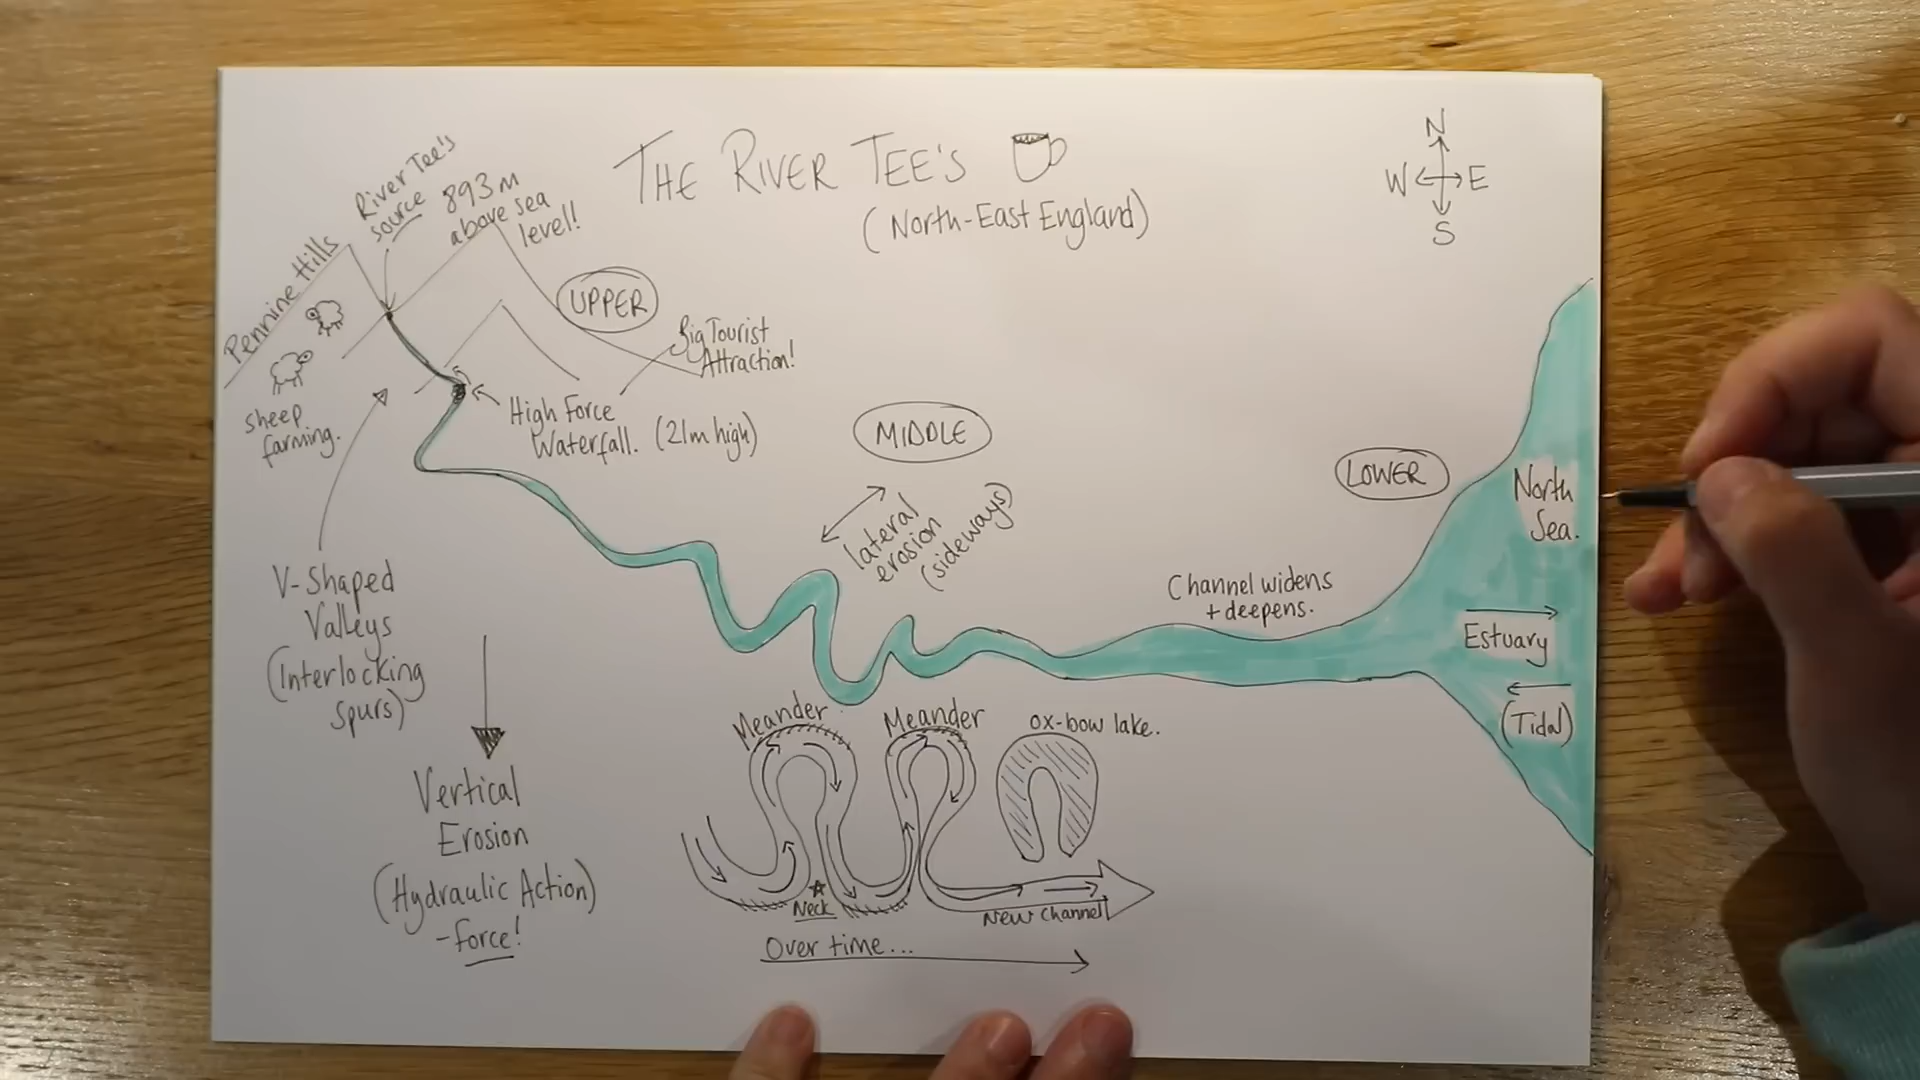 THE RIVER TEE'S
(North-East England)
N
W E
S
River Tee's
source
893m
above sea
level!
Pennine Hills
sheep
farming.
UPPER
Big Tourist
Attraction!
High Force
Waterfall. (21m high)
V-Shaped
Valleys
(Interlocking
Spurs)
Vertical
Erosion
(Hydraulic Action)
-force!
MIDDLE
lateral
erosion
(sideways)
Meander
Meander
ox-bow lake.
Neck
New Channel
Over time...
LOWER
Channel widens
+ deepens.
North
Sea.
Estuary
(Tidal)